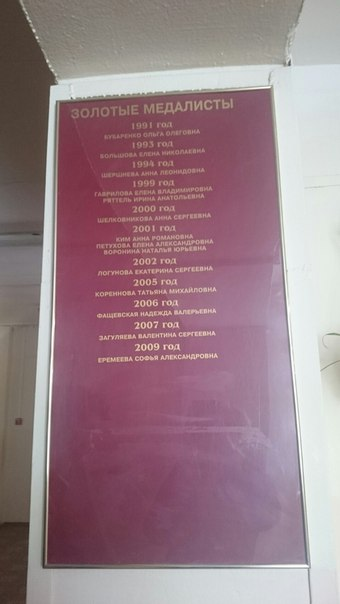 ЗОЛОТЫЕ МЕДАЛИСТЫ
1991 год
БУБАРЕНКО ОЛЬГА ОЛЕГОВНА
1993 год
БОЛЬШОВА ЕЛЕНА НИКОЛАЕВНА
1994 год
ШЕРШНЕВА АННА ЛЕОНИДОВНА
1999 год
ГАВРИЛОВА ЕЛЕНА ВЛАДИМИРОВНА
РЯТТЕЛЬ ИРИНА АНАТОЛЬЕВНА
2000 год
ШЕЛКОВНИКОВА АННА СЕРГЕЕВНА
2001 год
КИМ АННА РОМАНОВНА
ПЕТУХОВА ЕЛЕНА АЛЕКСАНДРОВНА
ВОРОНИНА НАТАЛЬЯ ЮРЬЕВНА
2002 год
ЛОГУНОВА ЕКАТЕРИНА СЕРГЕЕВНА
2005 год
КОРЕННОВА ТАТЬЯНА МИХАЙЛОВНА
2006 год
ФАЩЕВСКАЯ НАДЕЖДА ВАЛЕРЬЕВНА
2007 год
ЗАГУЛЯЕВА ВАЛЕНТИНА СЕРГЕЕВНА
2009 год
ЕРЕМЕЕВА СОФЬЯ АЛЕКСАНДРОВНА